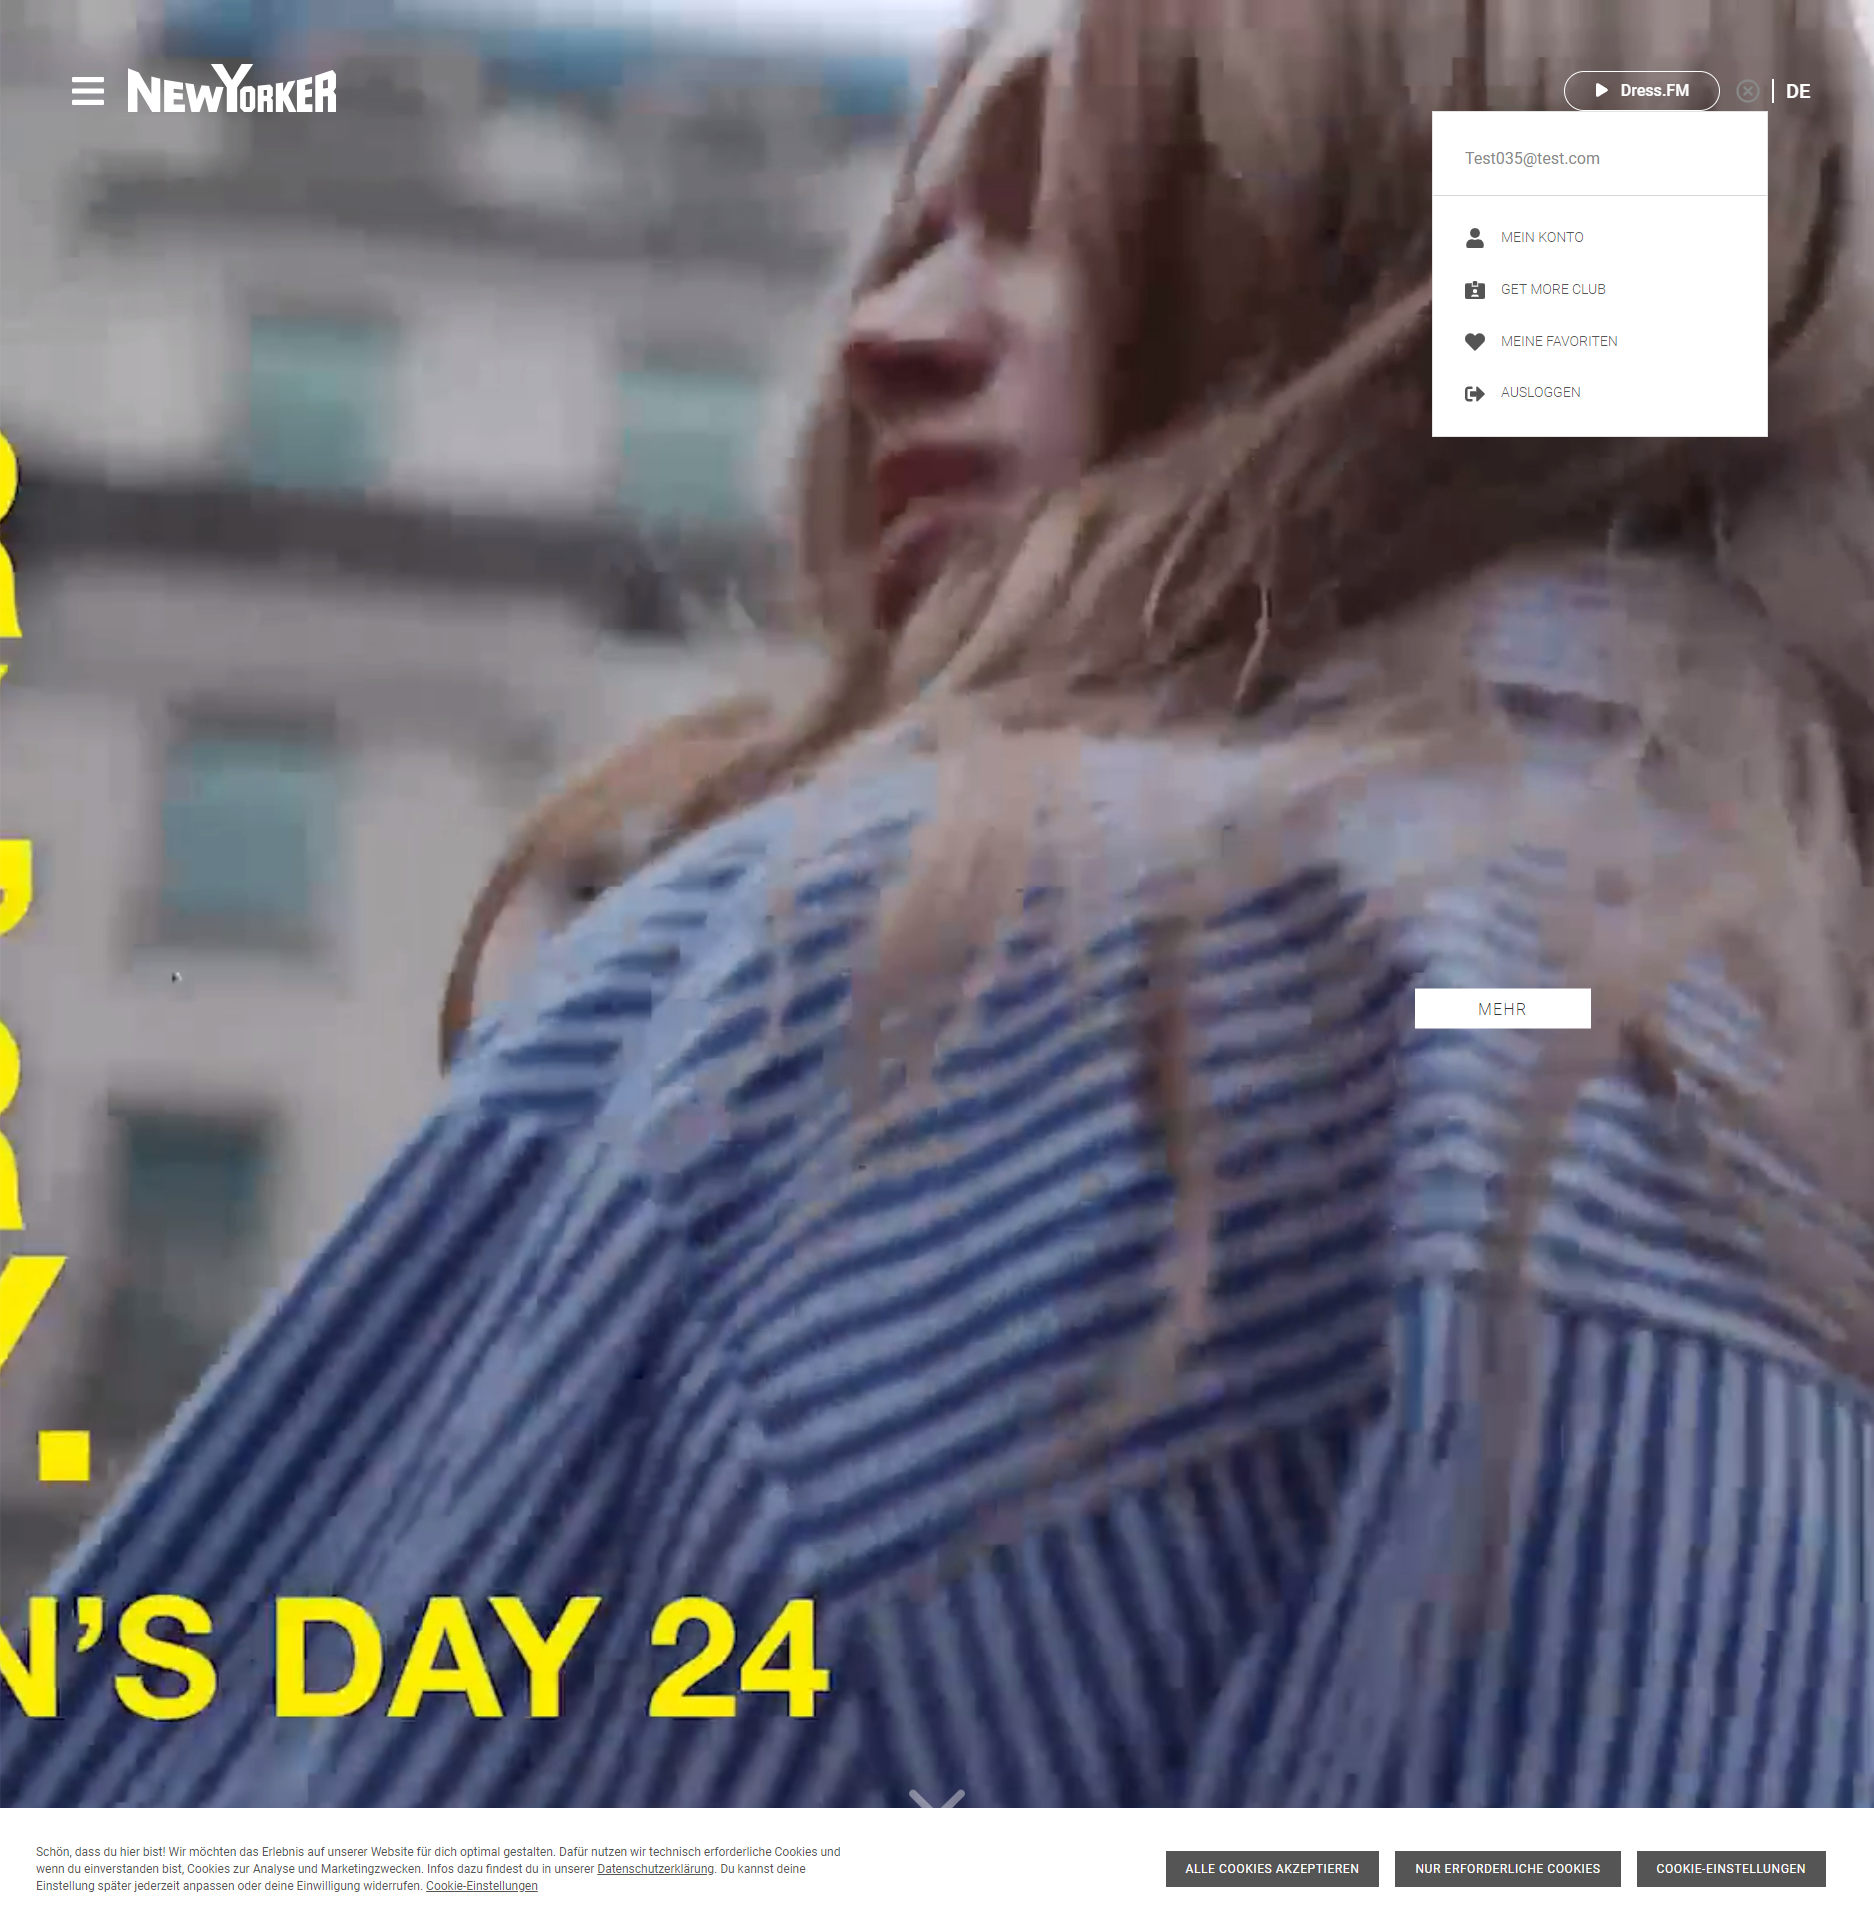 NEWYORKER
Dress.FM
DE
Test035@test.com
MEIN KONTO
GET MORE CLUB
MEINE FAVORITEN
AUSLOGGEN
MEHR
N'S DAY 24
Schön, dass du hier bist! Wir möchten das Erlebnis auf unserer Website für dich optimal gestalten. Dafür nutzen wir technisch erforderliche Cookies und
wenn du einverstanden bist, Cookies zur Analyse und Marketingzwecken. Infos dazu findest du in unserer Datenschutzerklärung. Du kannst deine
Einstellung später jederzeit anpassen oder deine Einwilligung widerrufen. Cookie-Einstellungen
ALLE COOKIES AKZEPTIEREN
NUR ERFORDERLICHE COOKIES
COOKIE-EINSTELLUNGEN